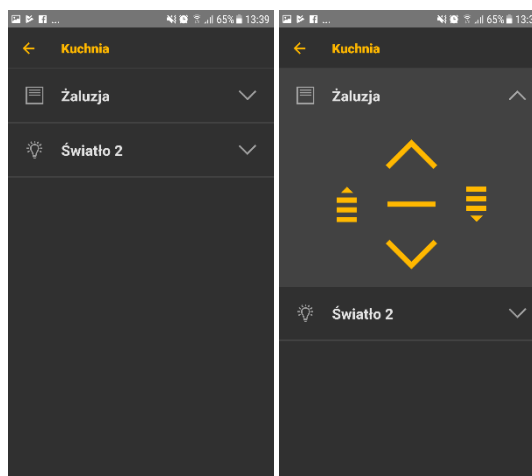 ... 65% 13:39
Kuchnia
Żaluzja
Światło 2
... 65% 13:3
Kuchnia
Żaluzja
Światło 2